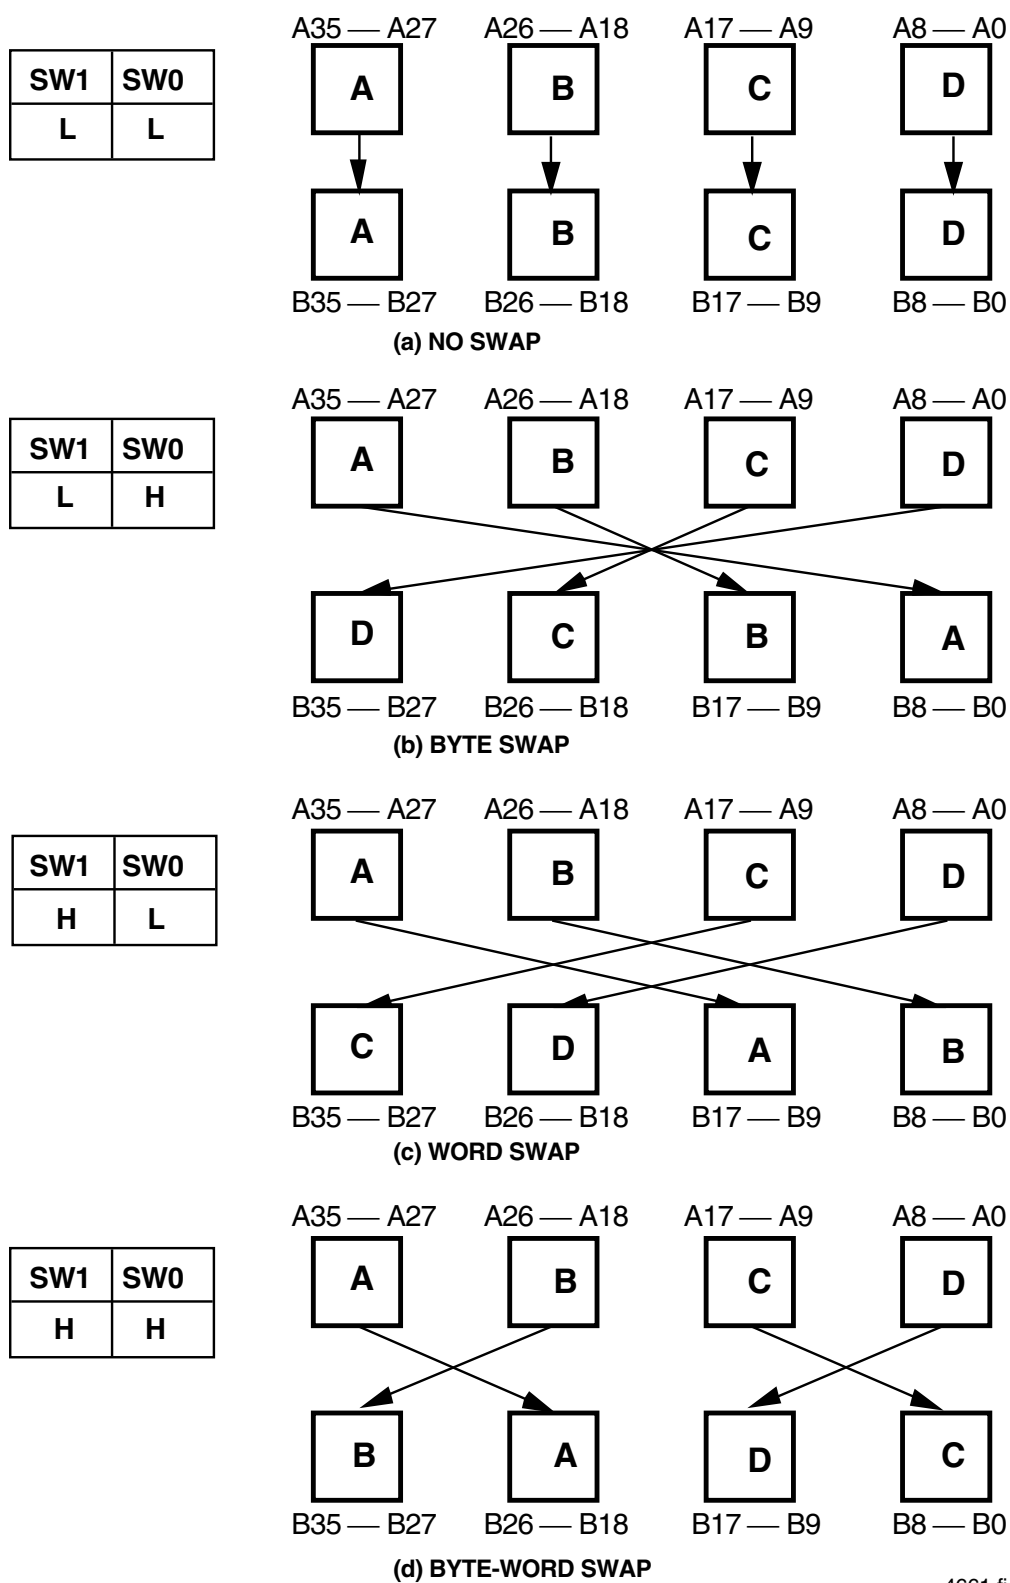 A35 — A27 A26 — A18 A17 — A9 A8 — A0
SW1 SW0
L L
A B C D
A B C D
B35 — B27 B26 — B18 B17 — B9 B8 — B0
(a) NO SWAP
A35 — A27 A26 — A18 A17 — A9 A8 — A0
SW1 SW0
L H
A B C D
D C B A
B35 — B27 B26 — B18 B17 — B9 B8 — B0
(b) BYTE SWAP
A35 — A27 A26 — A18 A17 — A9 A8 — A0
SW1 SW0
H L
A B C D
C D A B
B35 — B27 B26 — B18 B17 — B9 B8 — B0
(c) WORD SWAP
A35 — A27 A26 — A18 A17 — A9 A8 — A0
SW1 SW0
H H
A B C D
B A D C
B35 — B27 B26 — B18 B17 — B9 B8 — B0
(d) BYTE-WORD SWAP